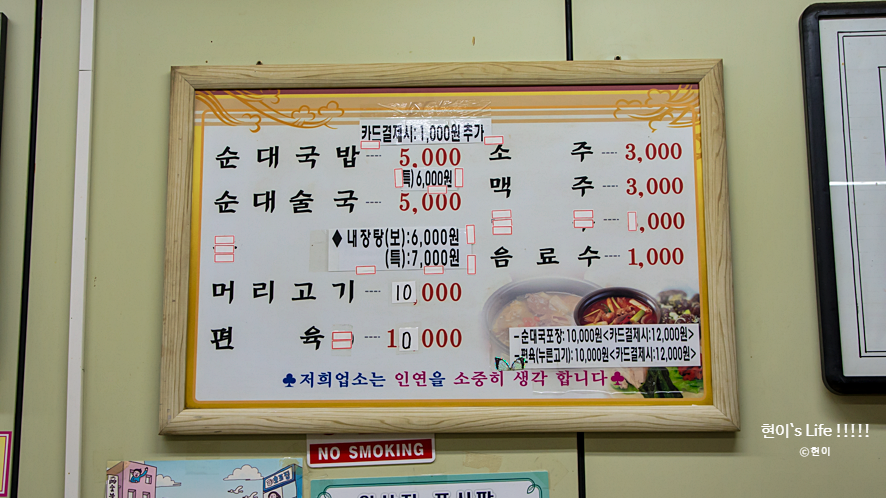 카드결제시: 1,000원 추가
순대국밥 ---- 5,000
특) 6,000원
순대술국 ---- 5,000
♦ 내장탕(보):6,000원
(특):7,000원
머리고기 ---- 10,000
편육 ---- 10,000
소주 --- 3,000
맥주 --- 3,000
,000
음료수 --- 1,000
-순대국포장: 10,000원<카드결제시:12,000원>
-편육(누른고기): 10,000원<카드결제시:12,000원>
♣저희업소는 인연을 소중히 생각 합니다♣
NO SMOKING
현이`s Life !!!!!
©현이